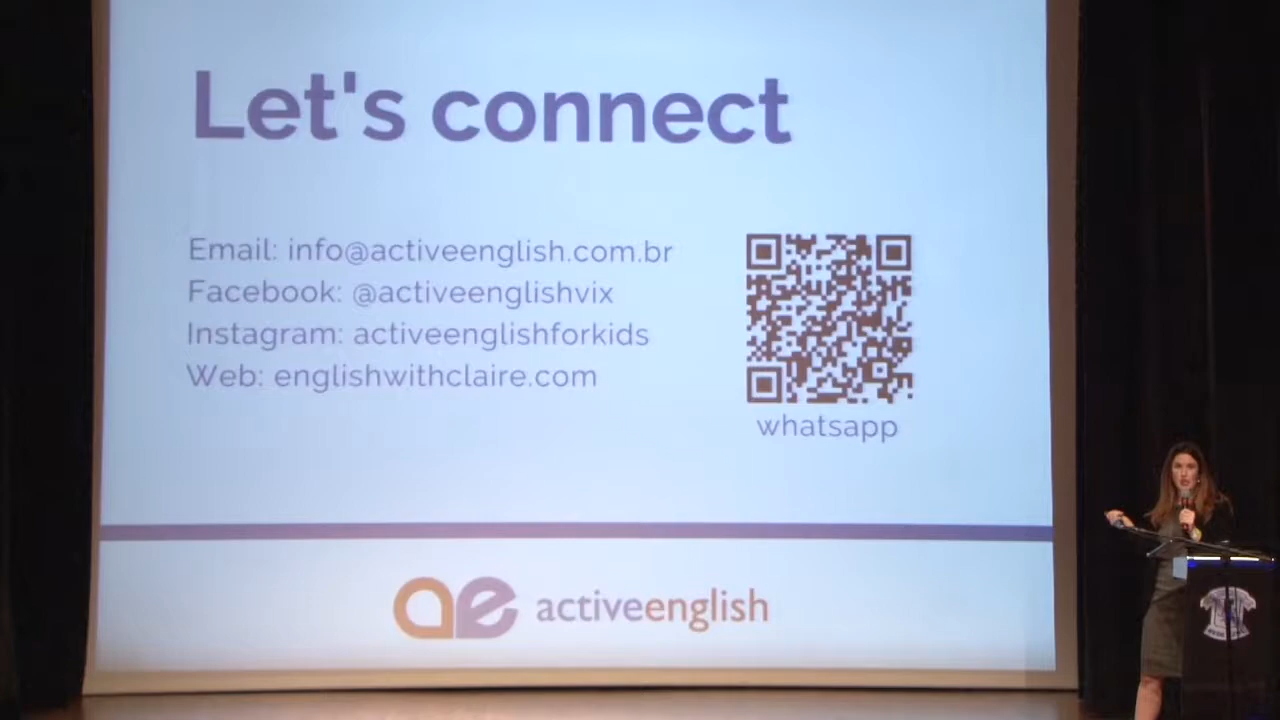 Let's connect
Email: info@activeenglish.com.br
Facebook: @activeenglishvix
Instagram: activeenglishforkids
Web: englishwithclaire.com
whatsapp
ae activeenglish